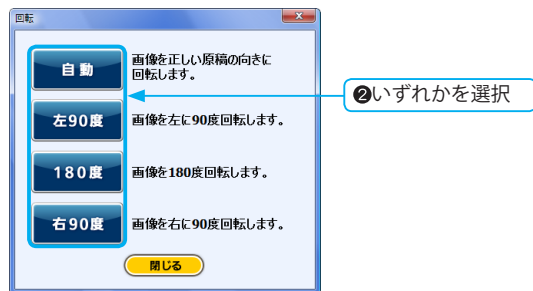 回転
自動
画像を正しい原稿の向きに
回転します。
❷いずれかを選択
左90度
画像を左に90度回転します。
180度
画像を180度回転します。
右90度
画像を右に90度回転します。
閉じる